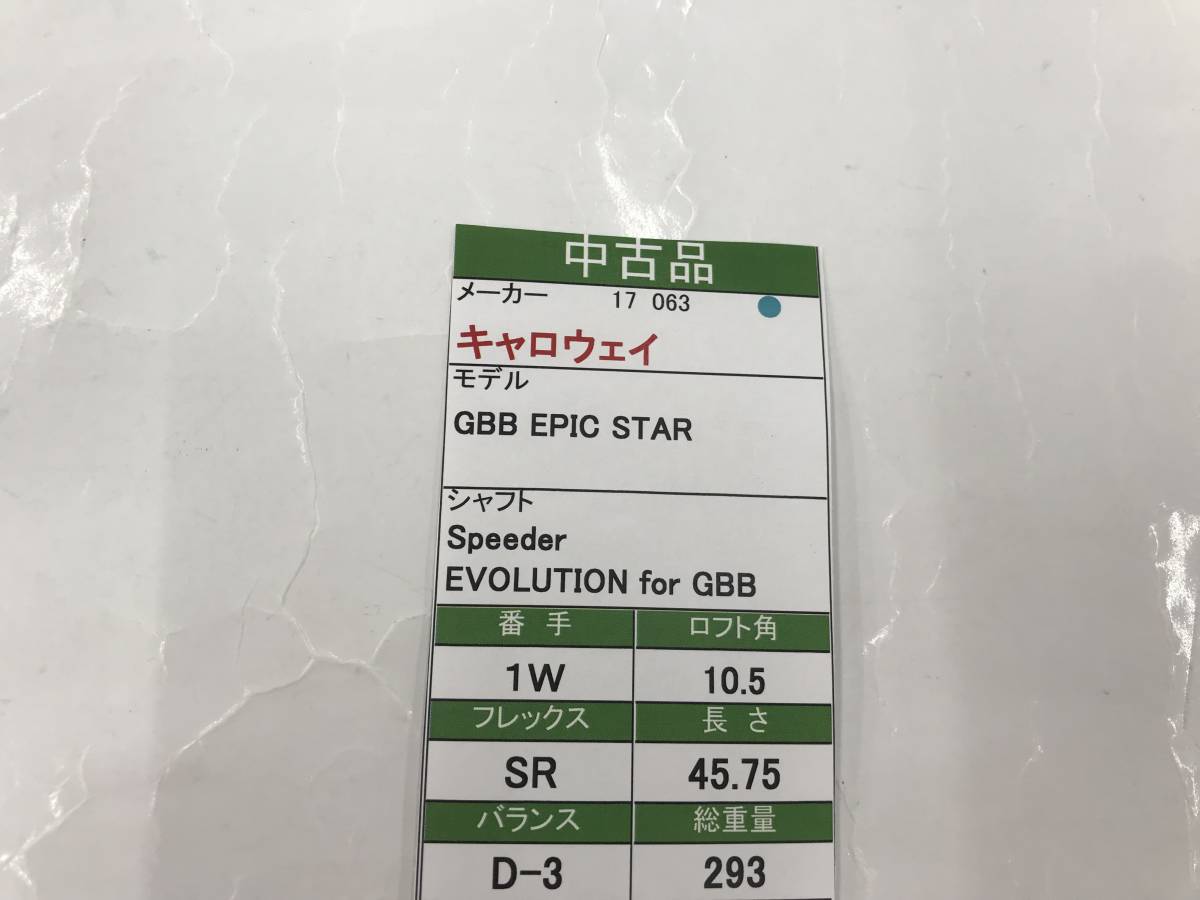 中古品
メーカー 17 063
キャロウェイ
モデル
GBB EPIC STAR
シャフト
Speeder
EVOLUTION for GBB
番手 ロフト角
1W 10.5
フレックス 長さ
SR 45.75
バランス 総重量
D-3 293